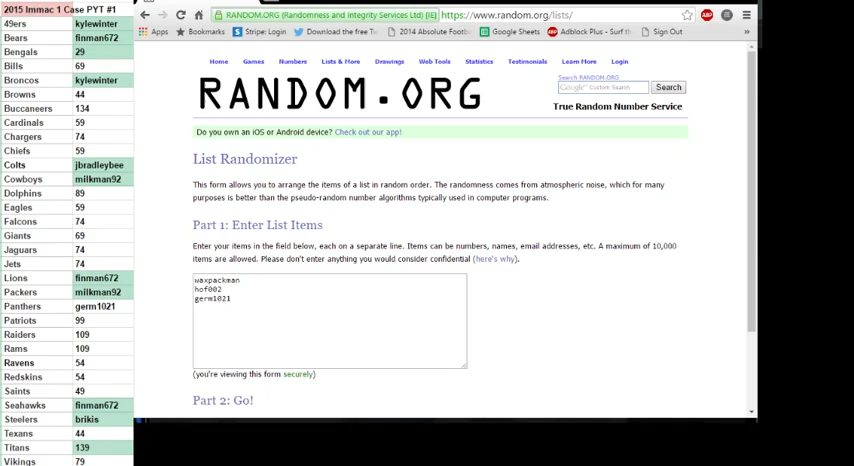 2015 Immac 1 Case PYT #1
49ers kylewinter
Bears finman672
Bengals 29
Bills 69
Broncos kylewinter
Browns 44
Buccaneers 134
Cardinals 59
Chargers 74
Chiefs 59
Colts jbradleybee
Cowboys milkman92
Dolphins 89
Eagles 59
Falcons 74
Giants 69
Jaguars 74
Jets 74
Lions finman672
Packers milkman92
Panthers germ1021
Patriots 99
Raiders 109
Rams 109
Ravens 54
Redskins 54
Saints 49
Seahawks finman672
Steelers brikis
Texans 44
Titans 139
Vikings 79
RANDOM.ORG (Randomness and Integrity Services Ltd) [IE] https://www.random.org/lists/
Apps Bookmarks Stripe: Login Download the free Tw 2014 Absolute Footb Google Sheets Adblock Plus - Surf th Sign Out »
Home Games Numbers Lists & More Drawings Web Tools Statistics Testimonials Learn More Login
RANDOM.ORG
Search RANDOM.ORG
Google Custom Search Search
True Random Number Service
Do you own an iOS or Android device? Check out our app!
List Randomizer
This form allows you to arrange the items of a list in random order. The randomness comes from atmospheric noise, which for many
purposes is better than the pseudo-random number algorithms typically used in computer programs.
Part 1: Enter List Items
Enter your items in the field below, each on a separate line. Items can be numbers, names, email addresses, etc. A maximum of 10,000
items are allowed. Please don't enter anything you would consider confidential (here's why).
waxpackman
hof002
germ1021
(you're viewing this form securely)
Part 2: Go!